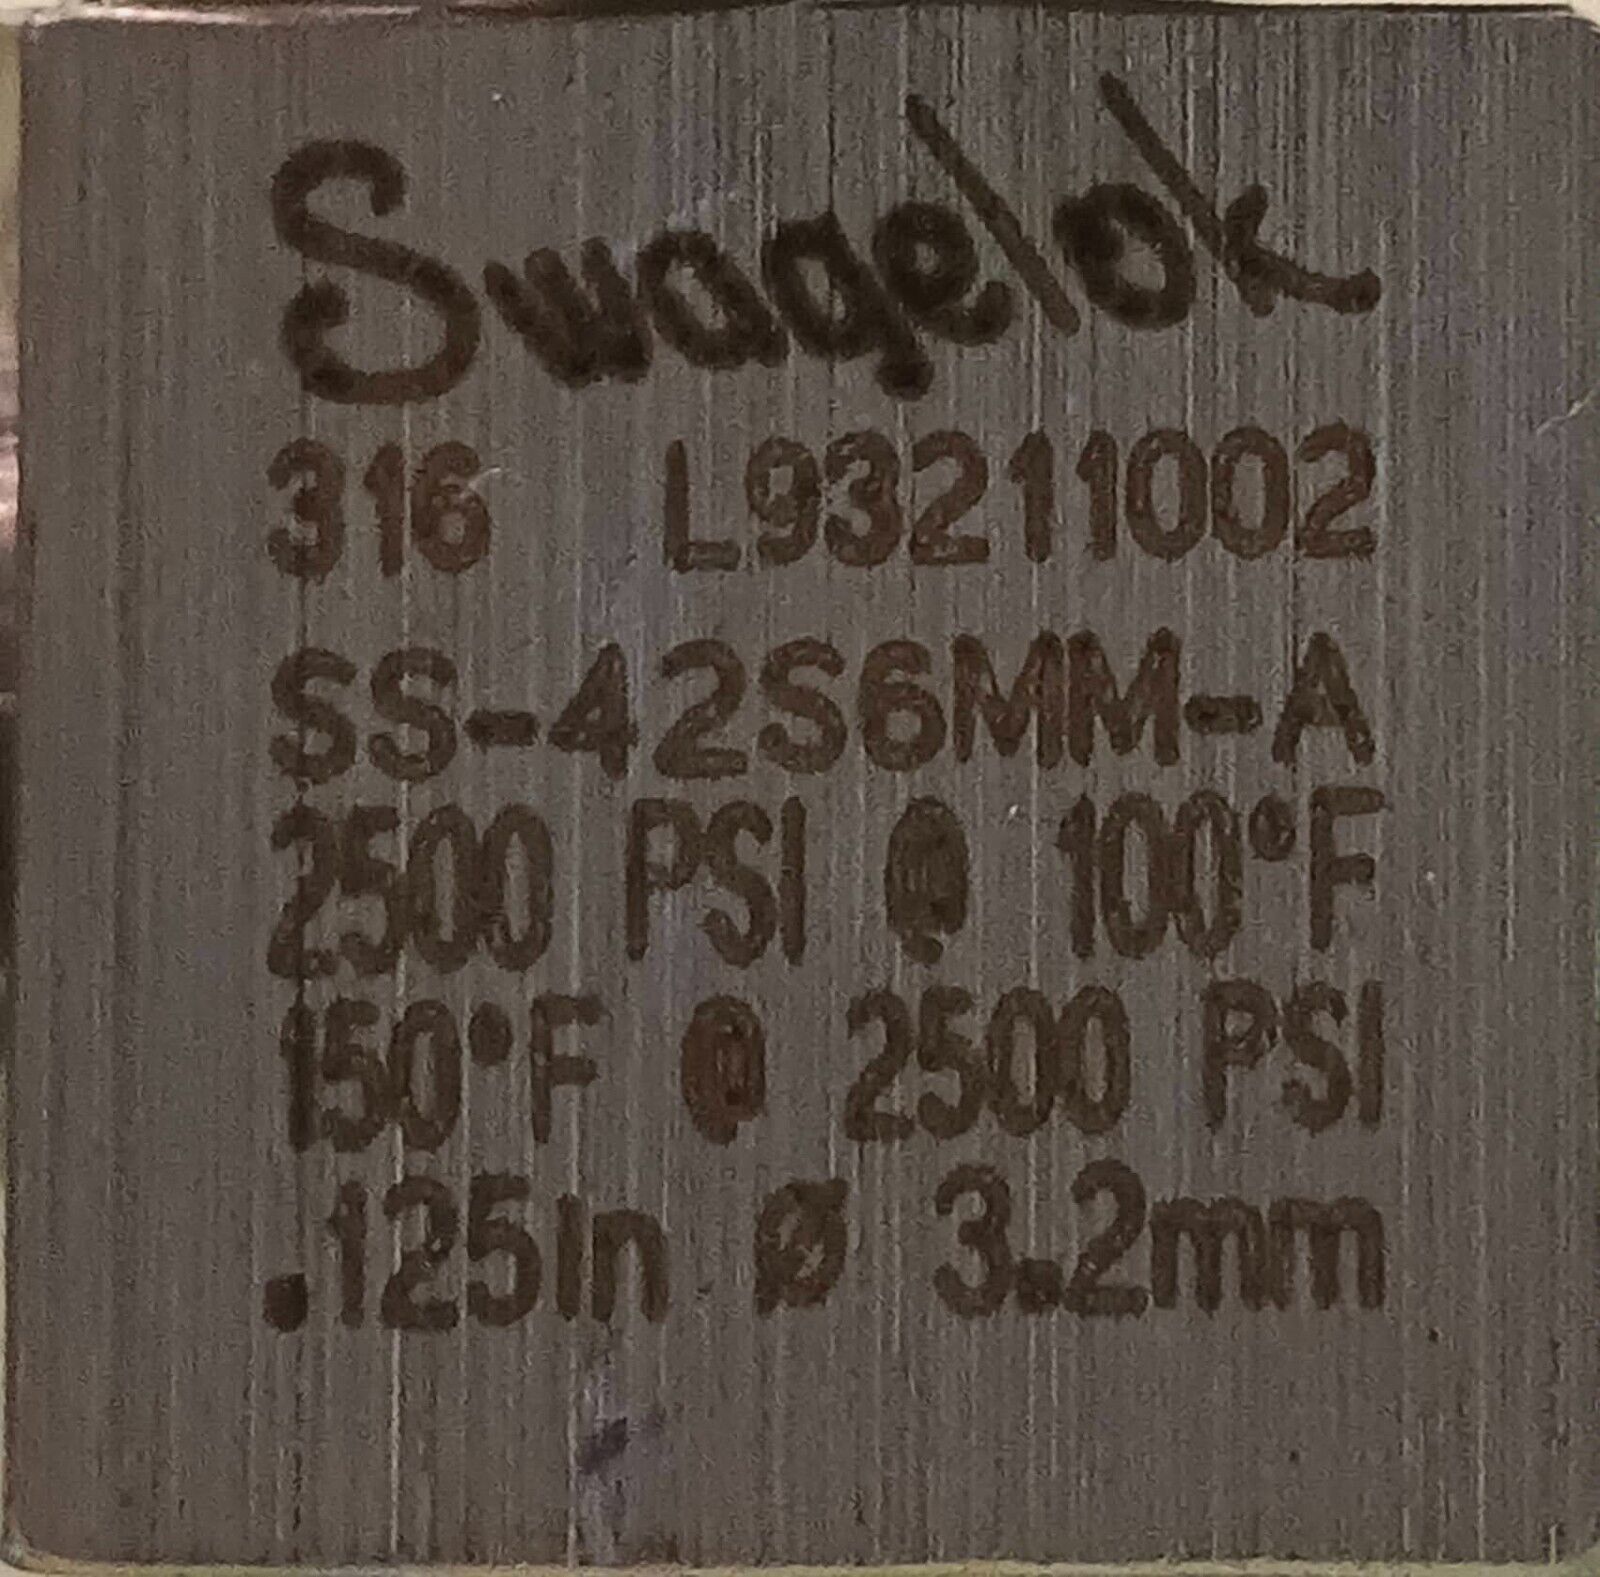 Swagelok
316 L93211002
SS-42S6MM-A
2500 PSI @ 100°F
150°F @ 2500 PSI
.125in Ø 3.2mm